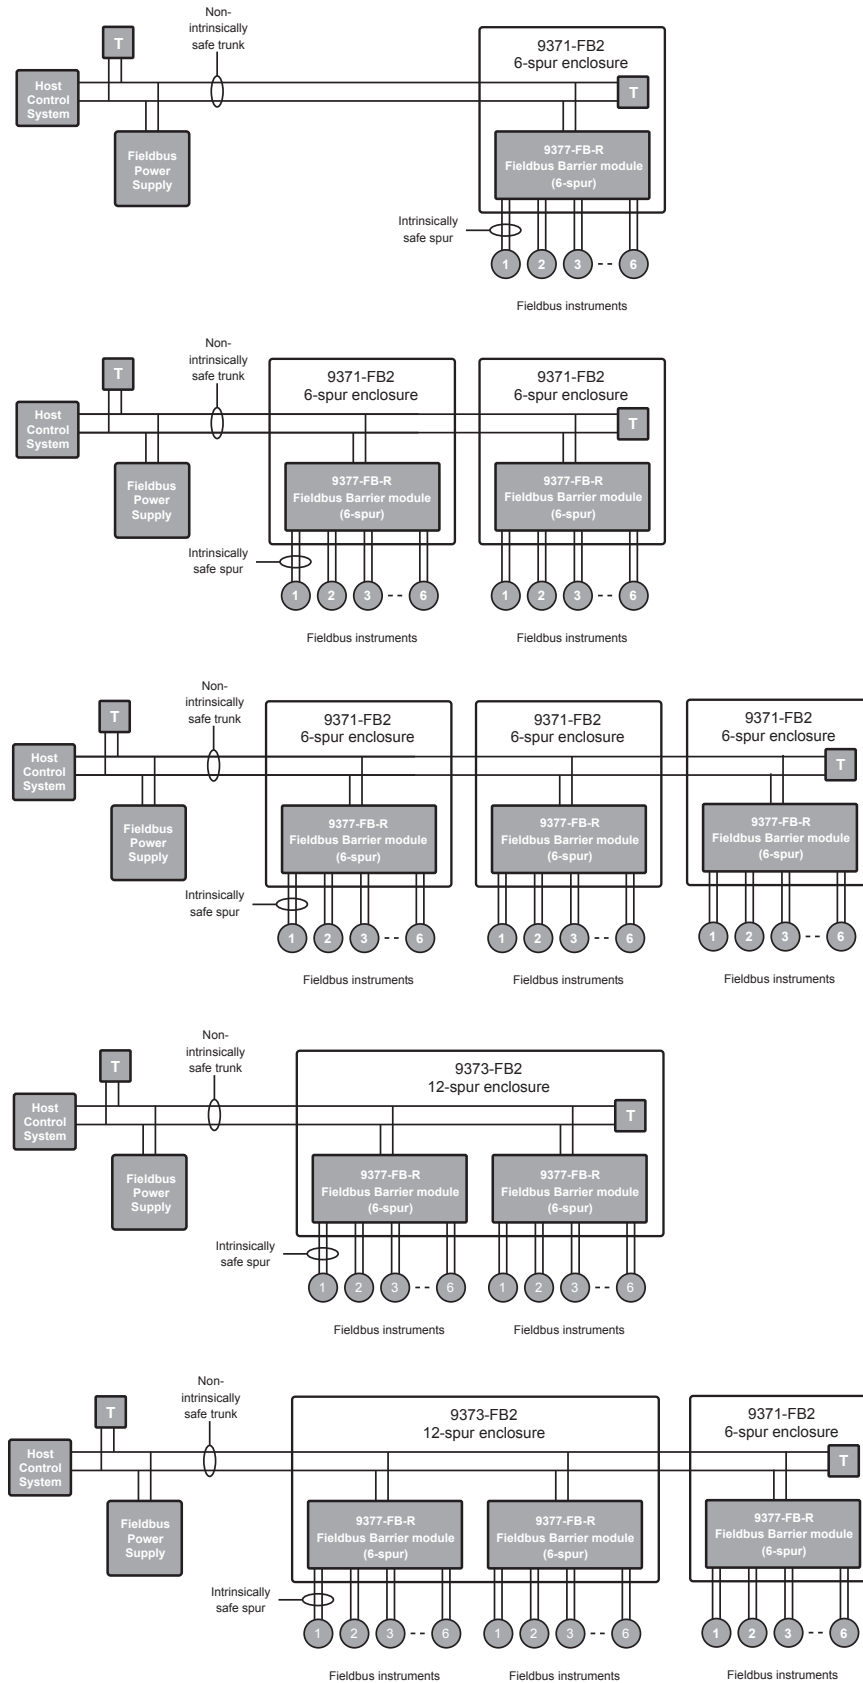 Non-
intrinsically
safe trunk
T
Host
Control
System
Fieldbus
Power
Supply
9371-FB2
6-spur enclosure
T
9377-FB-R
Fieldbus Barrier module
(6-spur)
Intrinsically
safe spur
1 2 3 -- 6
Fieldbus instruments
Non-
intrinsically
safe trunk
T
Host
Control
System
Fieldbus
Power
Supply
9371-FB2
6-spur enclosure
9377-FB-R
Fieldbus Barrier module
(6-spur)
Intrinsically
safe spur
1 2 3 -- 6
Fieldbus instruments
9371-FB2
6-spur enclosure
T
9377-FB-R
Fieldbus Barrier module
(6-spur)
1 2 3 -- 6
Fieldbus instruments
Non-
intrinsically
safe trunk
T
Host
Control
System
Fieldbus
Power
Supply
9371-FB2
6-spur enclosure
9377-FB-R
Fieldbus Barrier module
(6-spur)
Intrinsically
safe spur
1 2 3 -- 6
Fieldbus instruments
9371-FB2
6-spur enclosure
9377-FB-R
Fieldbus Barrier module
(6-spur)
1 2 3 -- 6
Fieldbus instruments
9371-FB2
6-spur enclosure
T
9377-FB-R
Fieldbus Barrier module
(6-spur)
1 2 3 -- 6
Fieldbus instruments
Non-
intrinsically
safe trunk
T
Host
Control
System
Fieldbus
Power
Supply
9373-FB2
12-spur enclosure
T
9377-FB-R
Fieldbus Barrier module
(6-spur)
Intrinsically
safe spur
1 2 3 -- 6
Fieldbus instruments
9377-FB-R
Fieldbus Barrier module
(6-spur)
1 2 3 -- 6
Fieldbus instruments
Non-
intrinsically
safe trunk
T
Host
Control
System
Fieldbus
Power
Supply
9373-FB2
12-spur enclosure
9377-FB-R
Fieldbus Barrier module
(6-spur)
Intrinsically
safe spur
1 2 3 -- 6
Fieldbus instruments
9377-FB-R
Fieldbus Barrier module
(6-spur)
1 2 3 -- 6
Fieldbus instruments
9371-FB2
6-spur enclosure
T
9377-FB-R
Fieldbus Barrier module
(6-spur)
1 2 3 -- 6
Fieldbus instruments